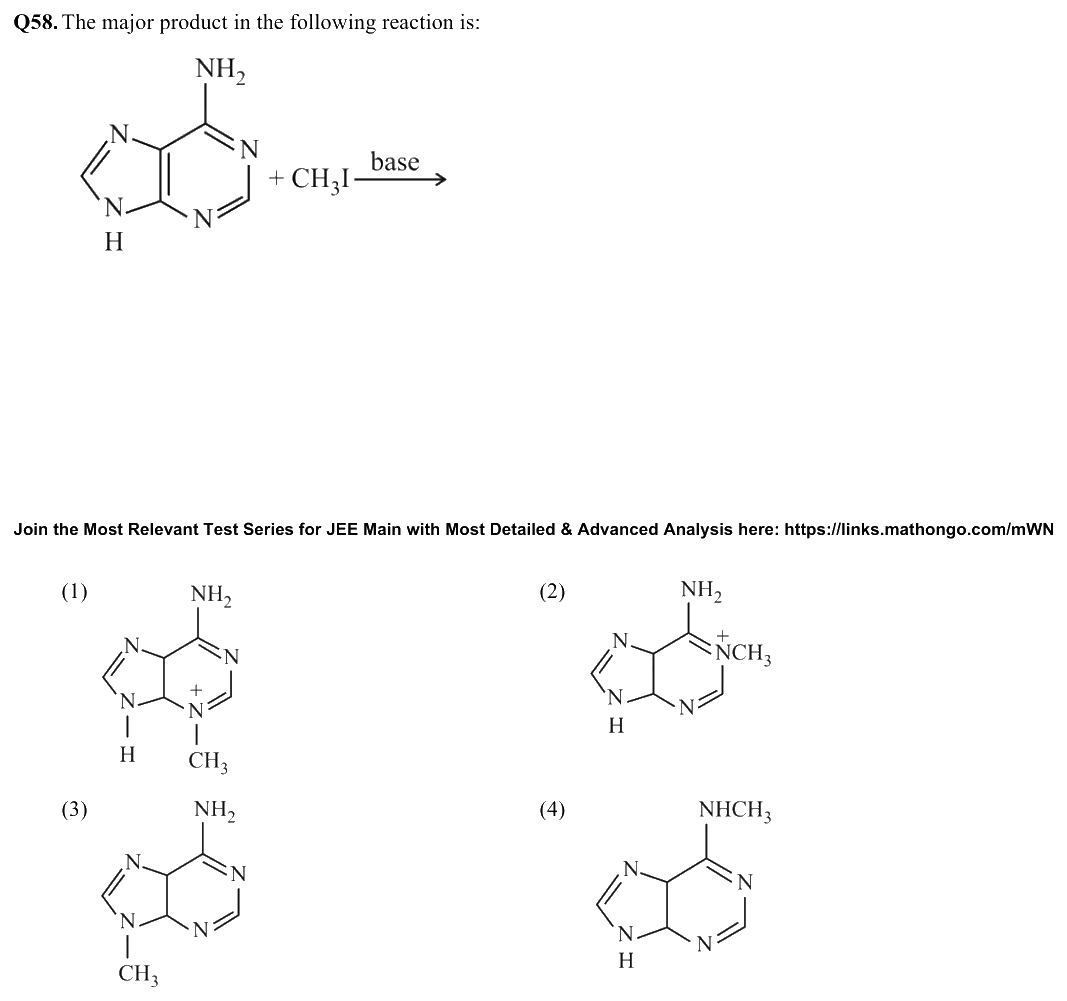 Q58. The major product in the following reaction is:
NH2
N
N
+ CH3I
base
N
N
H
Join the Most Relevant Test Series for JEE Main with Most Detailed & Advanced Analysis here: https://links.mathongo.com/mWN
(1)
NH2
N
N
N
+
N
H
CH3
(2)
NH2
N
+
NCH3
N
N
H
(3)
NH2
N
N
N
N
CH3
(4)
NHCH3
N
N
N
N
H